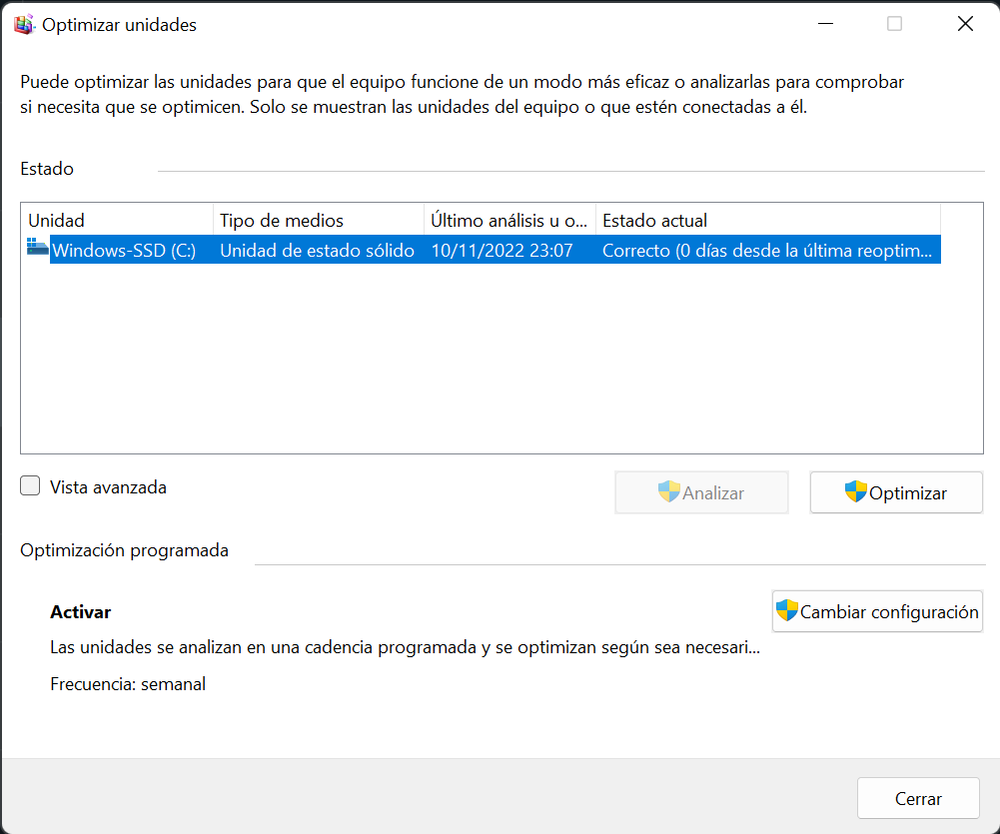 Optimizar unidades
Puede optimizar las unidades para que el equipo funcione de un modo más eficaz o analizarlas para comprobar
si necesita que se optimicen. Solo se muestran las unidades del equipo o que estén conectadas a él.
Estado
Unidad Tipo de medios Último análisis u o... Estado actual
Windows-SSD (C:) Unidad de estado sólido 10/11/2022 23:07 Correcto (0 días desde la última reoptim...
Vista avanzada Analizar Optimizar
Optimización programada
Activar Cambiar configuración
Las unidades se analizan en una cadencia programada y se optimizan según sea necesari...
Frecuencia: semanal
Cerrar